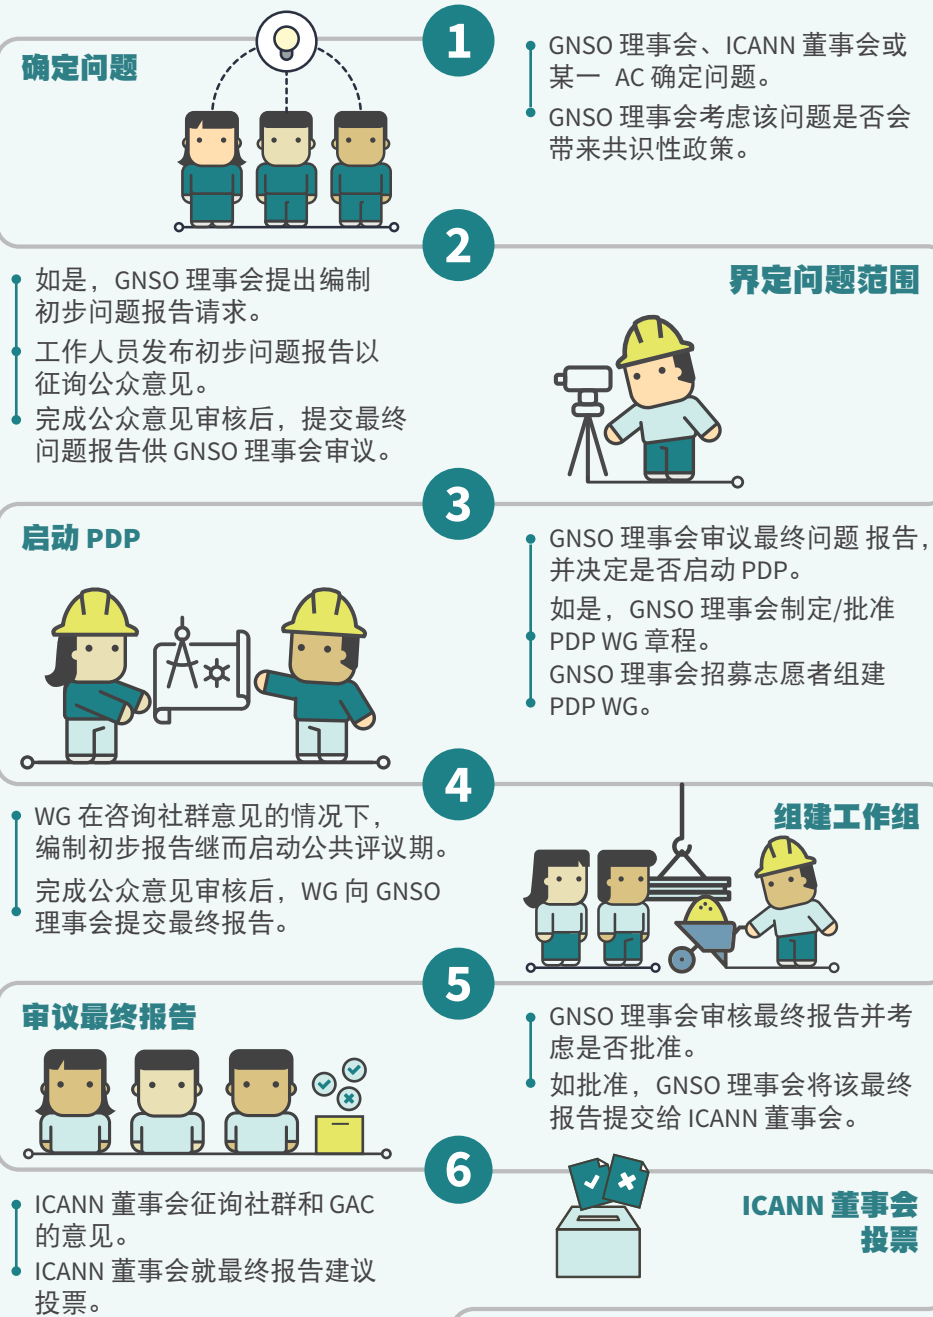 1
确定问题
GNSO 理事会、ICANN 董事会或
某一 AC 确定问题。
GNSO 理事会考虑该问题是否会
带来共识性政策。
2
界定问题范围
如是，GNSO 理事会提出编制
初步问题报告请求。
工作人员发布初步问题报告以
征询公众意见。
完成公众意见审核后，提交最终
问题报告供 GNSO 理事会审议。
3
启动 PDP
GNSO 理事会审议最终问题 报告，
并决定是否启动 PDP。
如是，GNSO 理事会制定/批准
PDP WG 章程。
GNSO 理事会招募志愿者组建
PDP WG。
4
组建工作组
WG 在咨询社群意见的情况下，
编制初步报告继而启动公共评议期。
完成公众意见审核后，WG 向 GNSO
理事会提交最终报告。
5
审议最终报告
GNSO 理事会审核最终报告并考
虑是否批准。
如批准，GNSO 理事会将该最终
报告提交给 ICANN 董事会。
6
ICANN 董事会
投票
ICANN 董事会征询社群和 GAC
的意见。
ICANN 董事会就最终报告建议
投票。